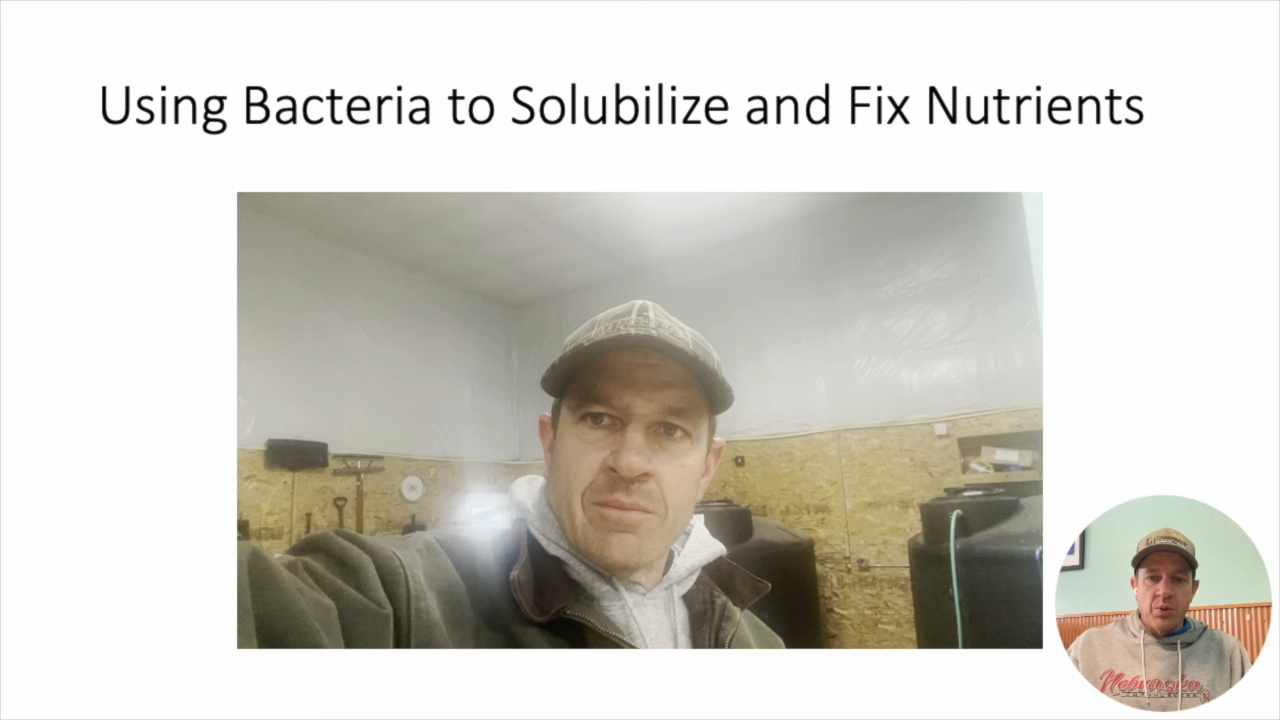 Using Bacteria to Solubilize and Fix Nutrients
Nebraska